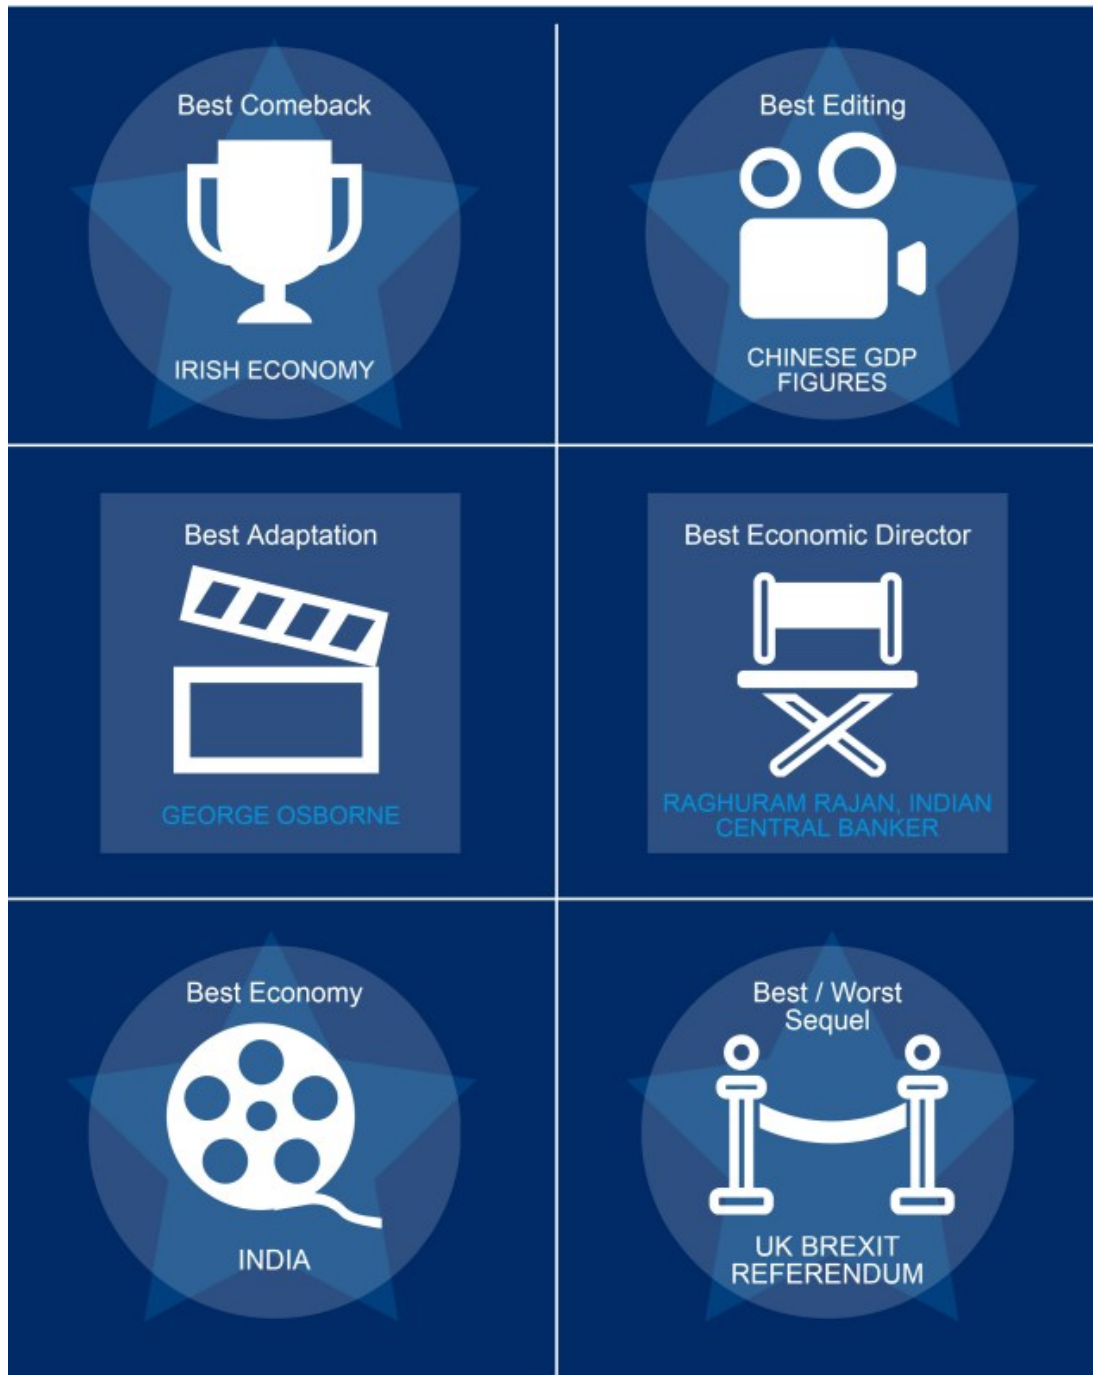 Best Comeback
IRISH ECONOMY
Best Editing
CHINESE GDP
FIGURES
Best Adaptation
GEORGE OSBORNE
Best Economic Director
RAGHURAM RAJAN, INDIAN
CENTRAL BANKER
Best Economy
INDIA
Best / Worst
Sequel
UK BREXIT
REFERENDUM